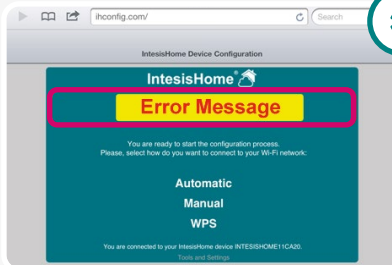 ihconfig.com/
Search
IntesisHome Device Configuration
IntesisHome®
Error Message
You are ready to start the configuration process.
Please, select how do you want to connect to your Wi-Fi network:
Automatic
Manual
WPS
You are connected to your IntesisHome device INTESISHOME11CA20.
Tools and Settings